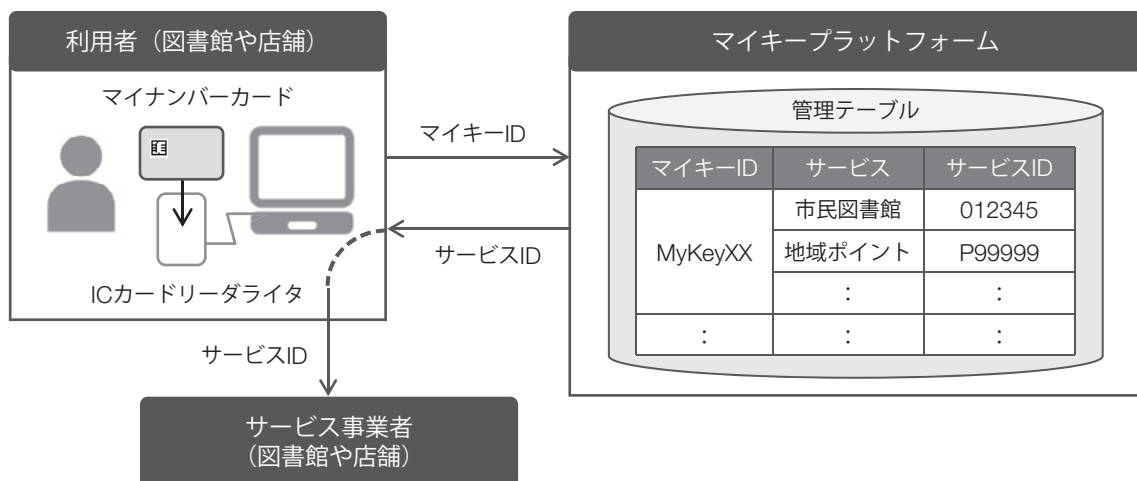 利用者（図書館や店舗）
マイナンバーカード
ICカードリーダライタ
マイキーID
サービスID
サービスID
サービス事業者
（図書館や店舗）
マイキープラットフォーム
管理テーブル
マイキーID サービス サービスID
MyKeyXX 市民図書館 012345
地域ポイント P99999
： ：
： ： ：